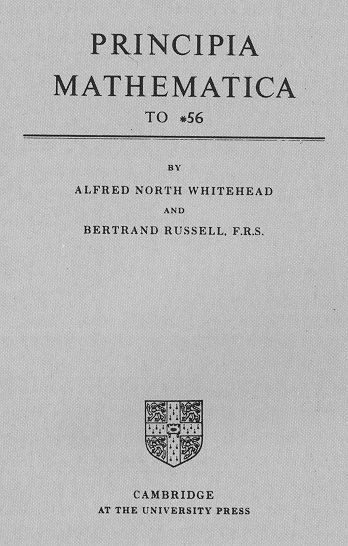 PRINCIPIA
MATHEMATICA
TO *56
BY
ALFRED NORTH WHITEHEAD
AND
BERTRAND RUSSELL, F.R.S.
CAMBRIDGE
AT THE UNIVERSITY PRESS